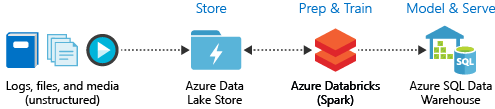 Store
Prep & Train
Model & Serve
SQL
Logs, files, and media
(unstructured)
Azure Data
Lake Store
Azure Databricks
(Spark)
Azure SQL Data
Warehouse